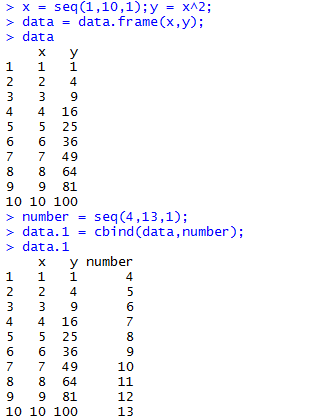 > x = seq(1,10,1);y = x^2;
> data = data.frame(x,y);
> data
    x   y
1   1   1
2   2   4
3   3   9
4   4  16
5   5  25
6   6  36
7   7  49
8   8  64
9   9  81
10 10 100
> number = seq(4,13,1);
> data.1 = cbind(data,number);
> data.1
    x   y number
1   1   1      4
2   2   4      5
3   3   9      6
4   4  16      7
5   5  25      8
6   6  36      9
7   7  49     10
8   8  64     11
9   9  81     12
10 10 100     13